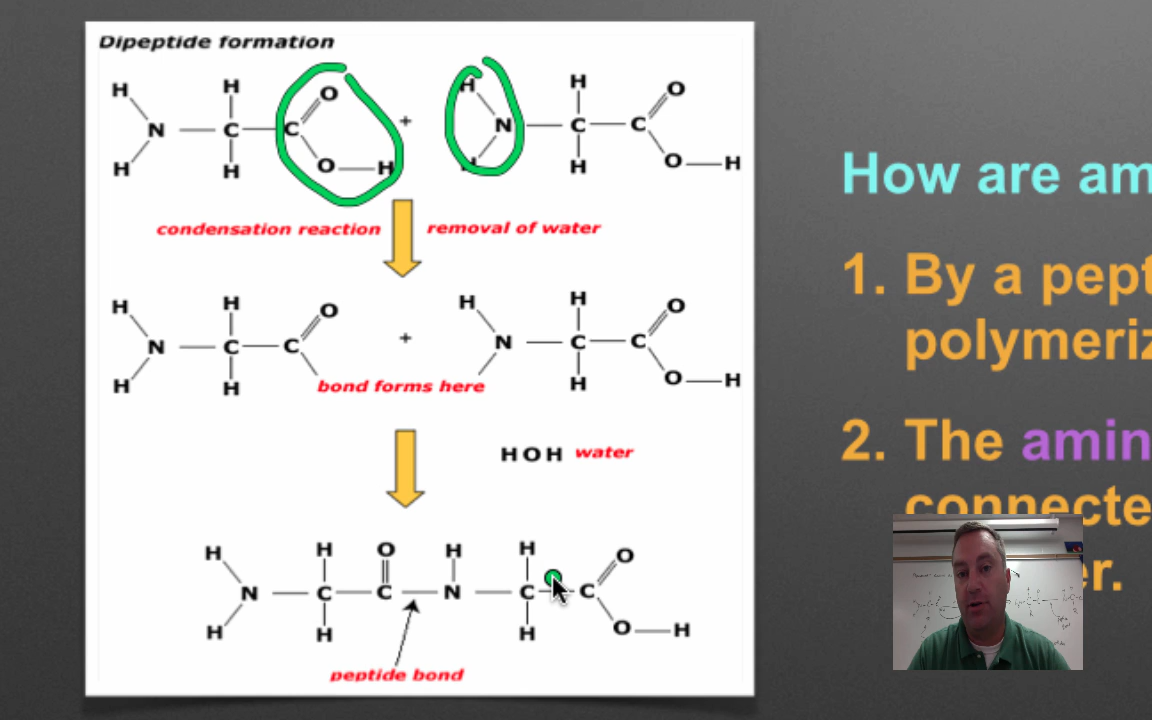 Dipeptide formation
H H O + H H O
N C C N C C
H H O H H O H
condensation reaction removal of water
H H O H H O
N C C + N C C
H H bond forms here H O H
H O H water
H H O H H O
N C C N C C
H H H O H
peptide bond
How are am
1. By a pept
polymeriz
2. The amin
connecte
er.